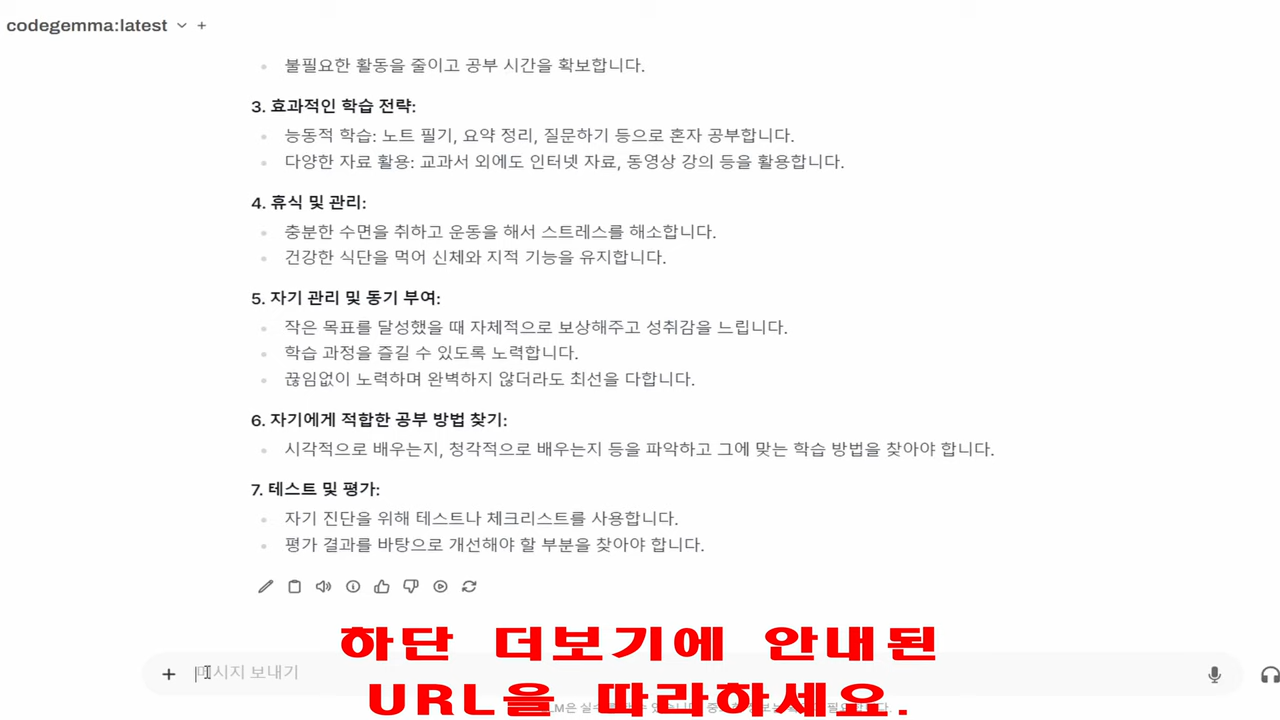 codegemma:latest
불필요한 활동을 줄이고 공부 시간을 확보합니다.
3. 효과적인 학습 전략:
능동적 학습: 노트 필기, 요약 정리, 질문하기 등으로 혼자 공부합니다.
다양한 자료 활용: 교과서 외에도 인터넷 자료, 동영상 강의 등을 활용합니다.
4. 휴식 및 관리:
충분한 수면을 취하고 운동을 해서 스트레스를 해소합니다.
건강한 식단을 먹어 신체와 지적 기능을 유지합니다.
5. 자기 관리 및 동기 부여:
작은 목표를 달성했을 때 자체적으로 보상해주고 성취감을 느립니다.
학습 과정을 즐길 수 있도록 노력합니다.
끊임없이 노력하며 완벽하지 않더라도 최선을 다합니다.
6. 자기에게 적합한 공부 방법 찾기:
시각적으로 배우는지, 청각적으로 배우는지 등을 파악하고 그에 맞는 학습 방법을 찾아야 합니다.
7. 테스트 및 평가:
자기 진단을 위해 테스트나 체크리스트를 사용합니다.
평가 결과를 바탕으로 개선해야 할 부분을 찾아야 합니다.
하단 더보기에 안내된
메시지 보내기
URL을 따라하세요.